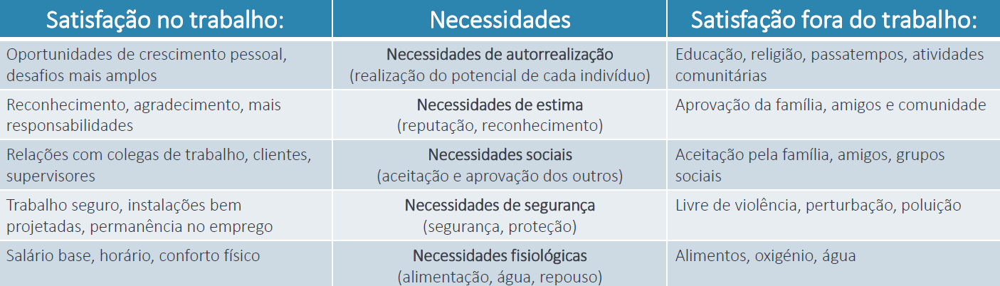 Satisfação no trabalho:
Necessidades
Satisfação fora do trabalho:
Oportunidades de crescimento pessoal,
desafios mais amplos
Necessidades de autorrealização
(realização do potencial de cada indivíduo)
Educação, religião, passatempos, atividades
comunitárias
Reconhecimento, agradecimento, mais
responsabilidades
Necessidades de estima
(reputação, reconhecimento)
Aprovação da família, amigos e comunidade
Relações com colegas de trabalho, clientes,
supervisores
Necessidades sociais
(aceitação e aprovação dos outros)
Aceitação pela família, amigos, grupos
sociais
Trabalho seguro, instalações bem
projetadas, permanência no emprego
Necessidades de segurança
(segurança, proteção)
Livre de violência, perturbação, poluição
Salário base, horário, conforto físico
Necessidades fisiológicas
(alimentação, água, repouso)
Alimentos, oxigénio, água